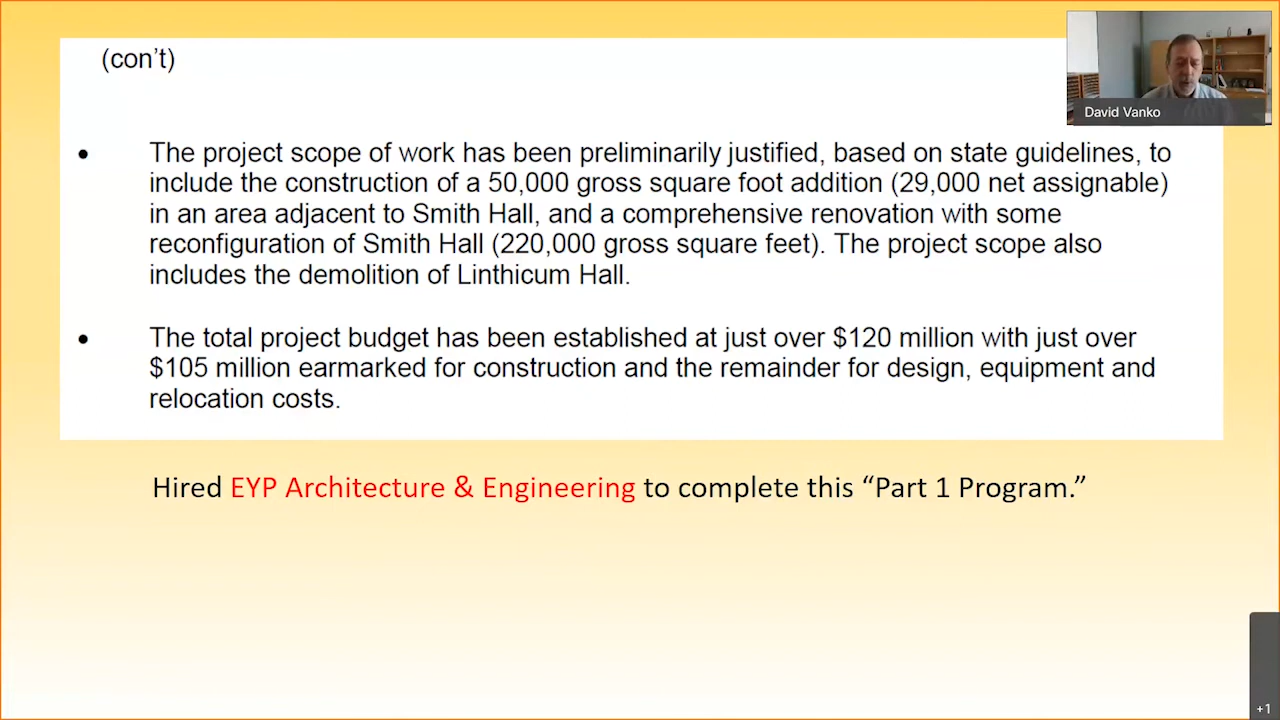 (con't)
David Vanko
• The project scope of work has been preliminarily justified, based on state guidelines, to
include the construction of a 50,000 gross square foot addition (29,000 net assignable)
in an area adjacent to Smith Hall, and a comprehensive renovation with some
reconfiguration of Smith Hall (220,000 gross square feet). The project scope also
includes the demolition of Linthicum Hall.
• The total project budget has been established at just over $120 million with just over
$105 million earmarked for construction and the remainder for design, equipment and
relocation costs.
Hired EYP Architecture & Engineering to complete this “Part 1 Program.”
+1